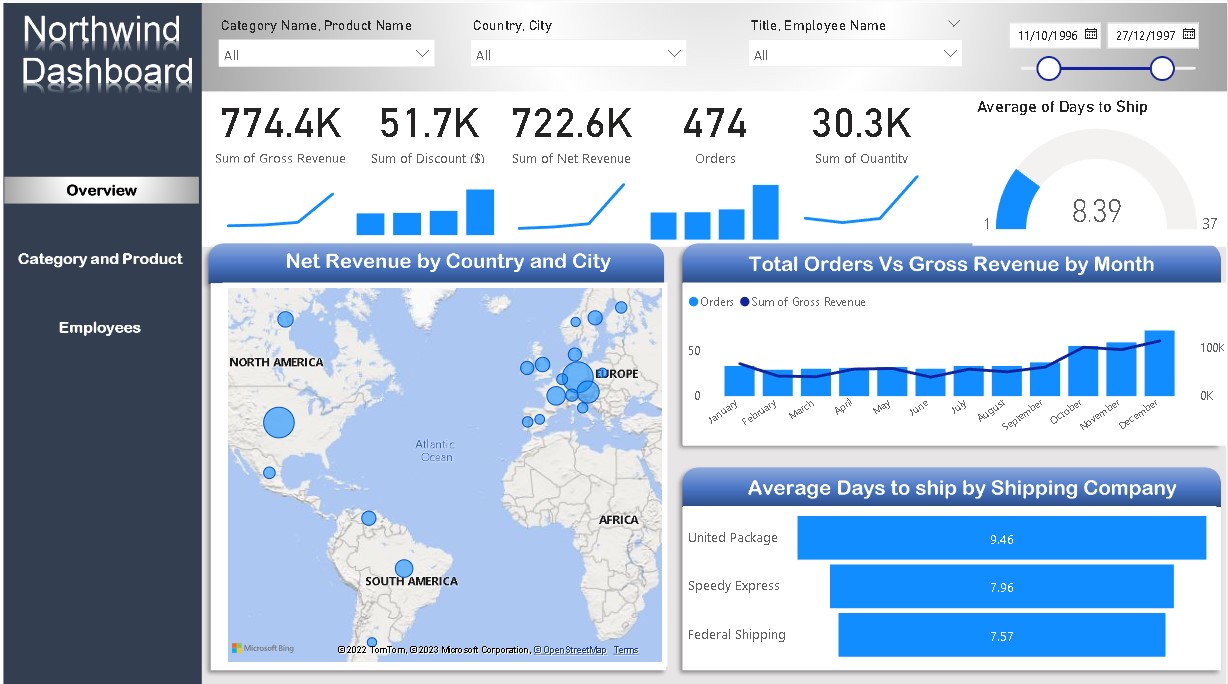 Northwind
Dashboard
Overview
Category and Product
Employees
Category Name, Product Name
All
Country, City
All
Title, Employee Name
All
11/10/1996
27/12/1997
774.4K
Sum of Gross Revenue
51.7K
Sum of Discount ($)
722.6K
Sum of Net Revenue
474
Orders
30.3K
Sum of Quantity
Average of Days to Ship
8.39
1
37
Net Revenue by Country and City
NORTH AMERICA
EUROPE
Atlantic
Ocean
AFRICA
SOUTH AMERICA
Microsoft Bing
©2022 TomTom, ©2023 Microsoft Corporation, © OpenStreetMap Terms
Total Orders Vs Gross Revenue by Month
Orders Sum of Gross Revenue
50
0
100K
0K
January
February
March
April
May
June
July
August
September
October
November
December
Average Days to ship by Shipping Company
United Package 9.46
Speedy Express 7.96
Federal Shipping 7.57